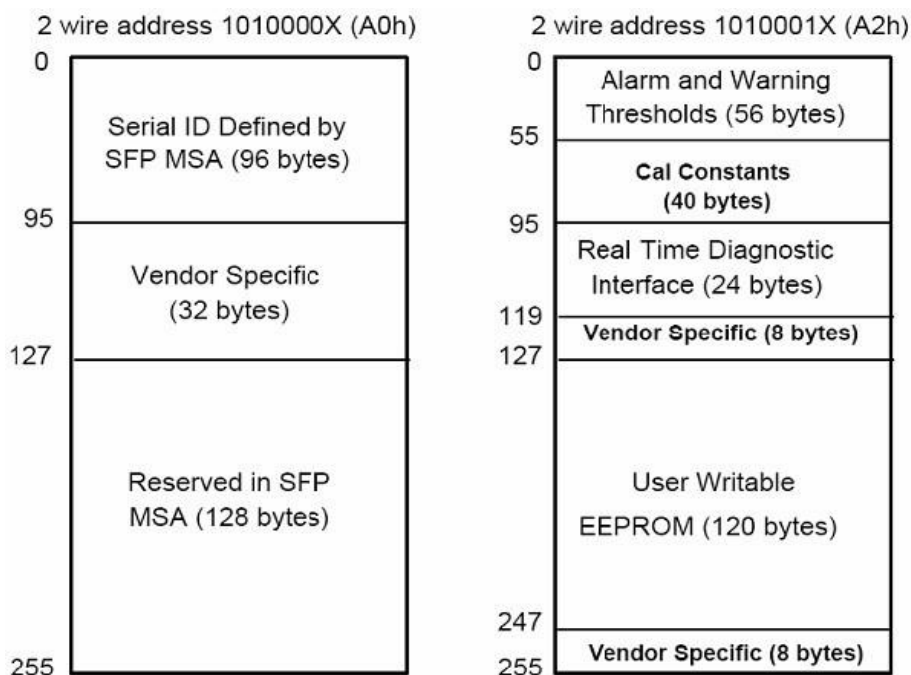 2 wire address 1010000X (A0h)
0
Serial ID Defined by
SFP MSA (96 bytes)
95
Vendor Specific
(32 bytes)
127
Reserved in SFP
MSA (128 bytes)
255
2 wire address 1010001X (A2h)
0
Alarm and Warning
Thresholds (56 bytes)
55
Cal Constants
(40 bytes)
95
Real Time Diagnostic
Interface (24 bytes)
119
Vendor Specific (8 bytes)
127
User Writable
EEPROM (120 bytes)
247
Vendor Specific (8 bytes)
255